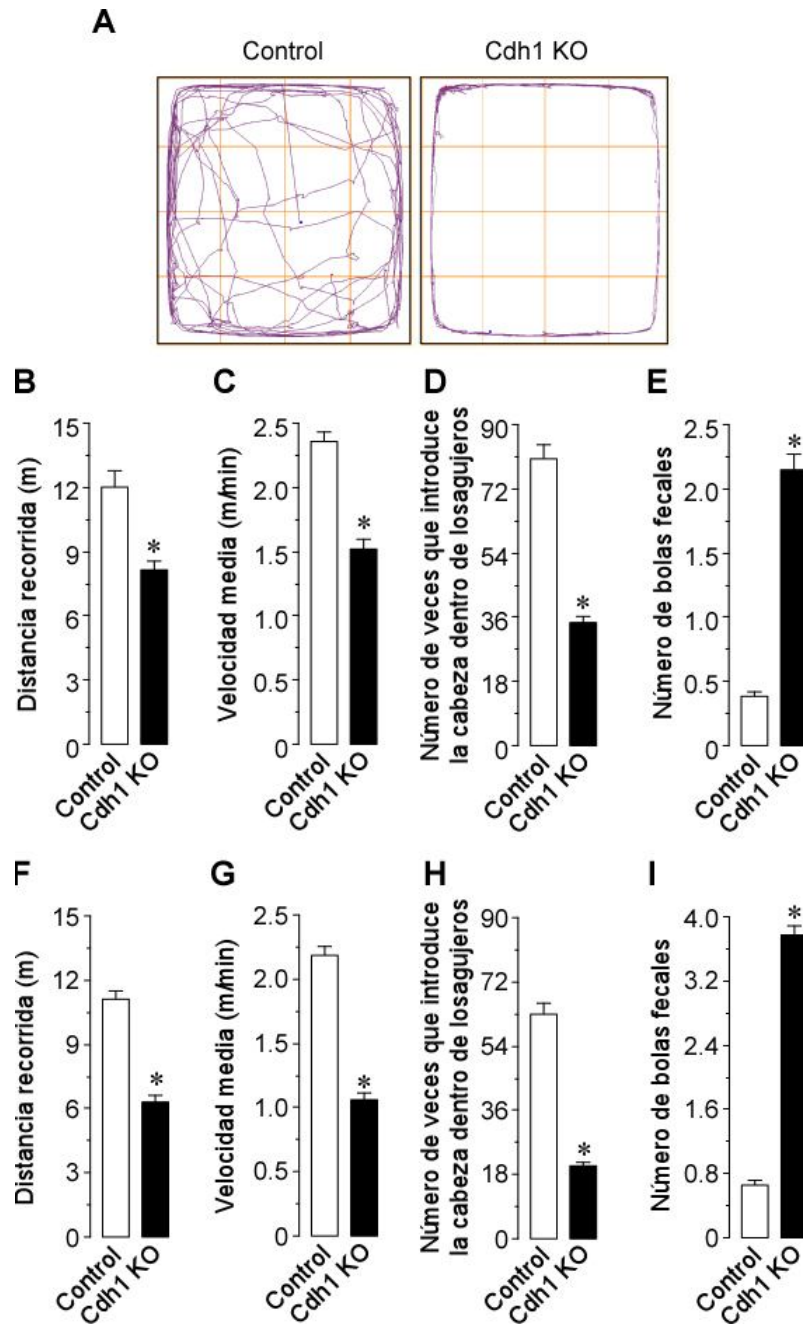 A
Control
Cdh1 KO
B
Distancia recorrida (m)
15
12
9
6
3
0
Control
Cdh1 KO
C
Velocidad media (m/min)
2.5
2.0
1.5
1.0
0.5
0
*
Control
Cdh1 KO
D
Número de veces que introduce
la cabeza dentro de losagujeros
90
72
54
36
18
0
*
Control
Cdh1 KO
E
Número de bolas fecales
2.5
2.0
1.5
1.0
0.5
0
*
Control
Cdh1 KO
F
Distancia recorrida (m)
15
12
9
6
3
0
*
Control
Cdh1 KO
G
Velocidad media (m/min)
2.5
2.0
1.5
1.0
0.5
0
*
Control
Cdh1 KO
H
Número de veces que introduce
la cabeza dentro de losagujeros
90
72
54
36
18
0
*
Control
Cdh1 KO
I
Número de bolas fecales
4.0
3.2
2.4
1.6
0.8
0
*
Control
Cdh1 KO